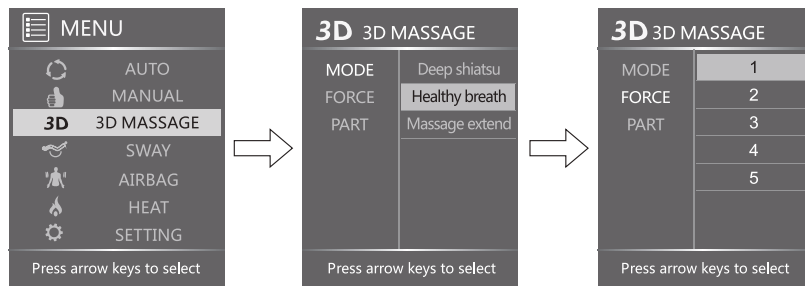 MENU
AUTO
MANUAL
3D 3D MASSAGE
SWAY
AIRBAG
HEAT
SETTING
Press arrow keys to select
3D 3D MASSAGE
MODE Deep shiatsu
FORCE Healthy breath
PART Massage extend
Press arrow keys to select
3D 3D MASSAGE
MODE 1
FORCE 2
PART 3
4
5
Press arrow keys to select